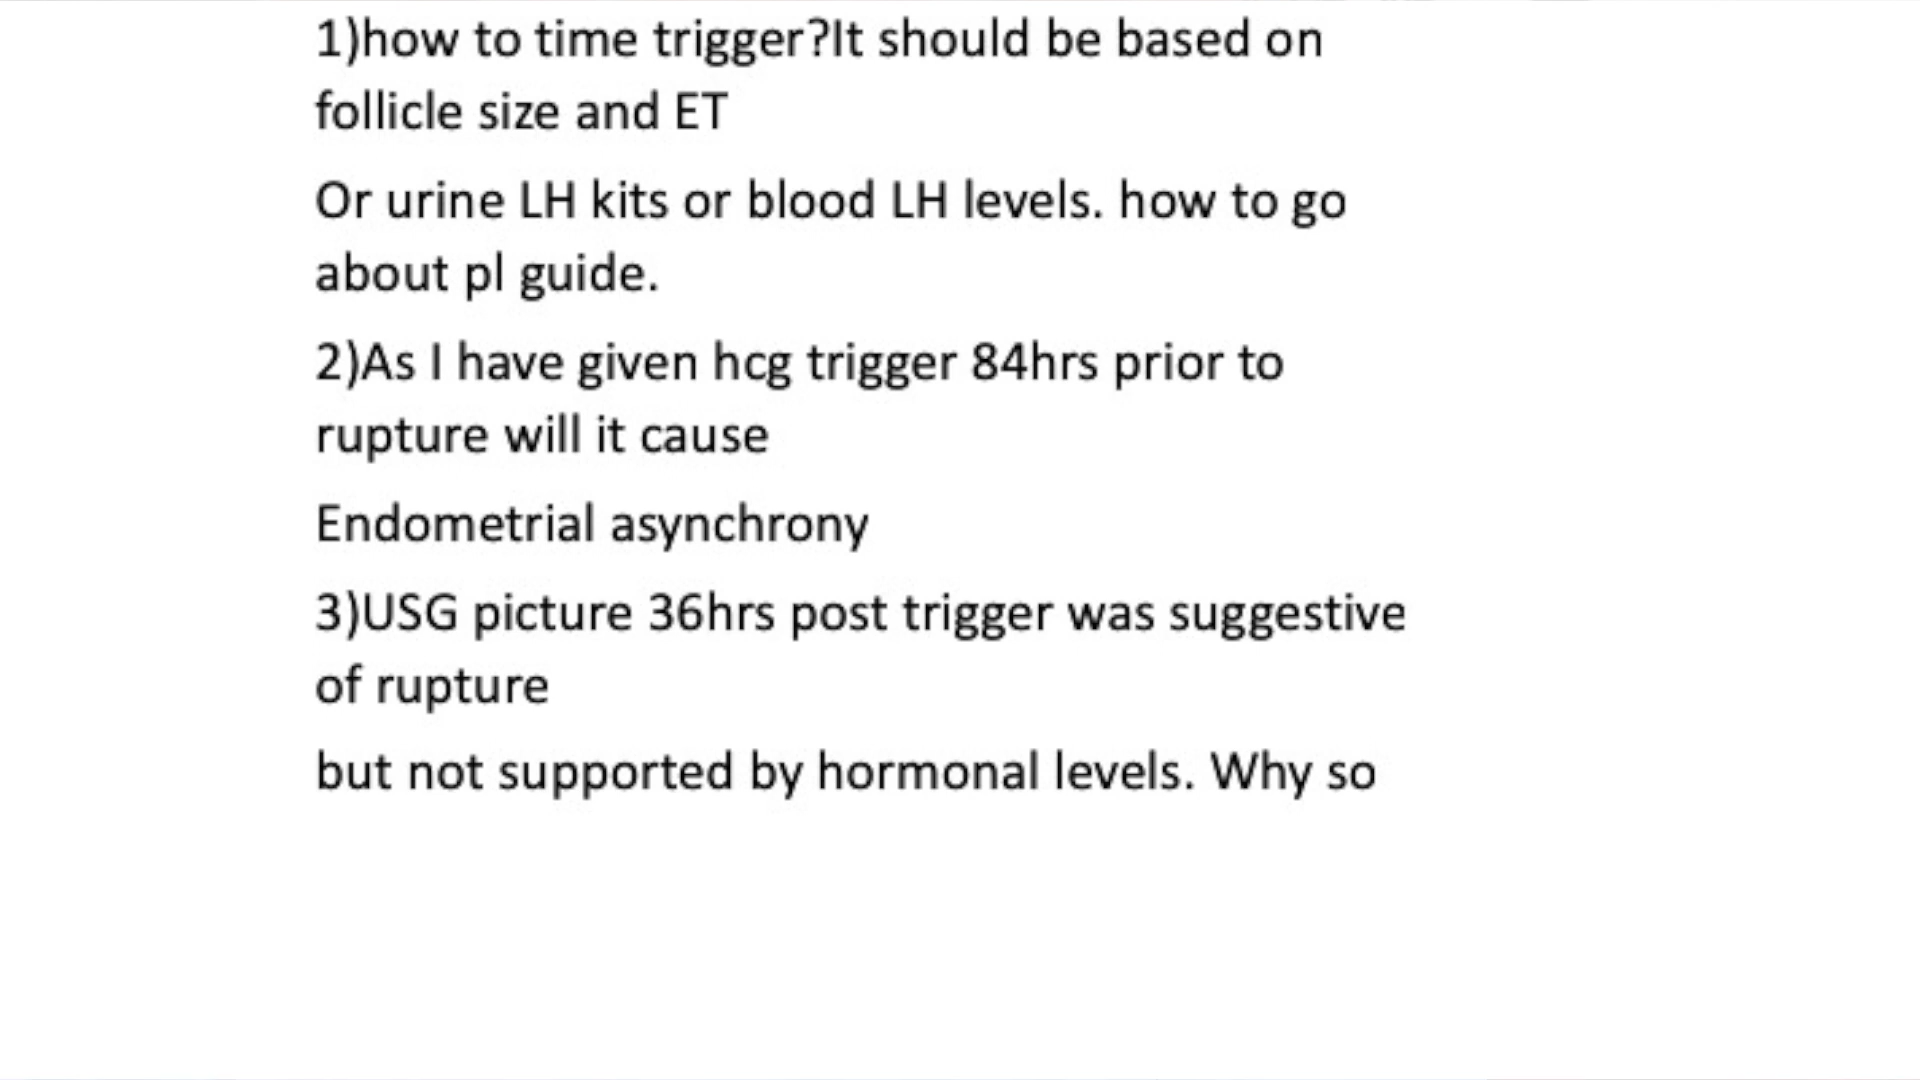 1)how to time trigger?It should be based on
follicle size and ET
Or urine LH kits or blood LH levels. how to go
about pl guide.
2)As I have given hcg trigger 84hrs prior to
rupture will it cause
Endometrial asynchrony
3)USG picture 36hrs post trigger was suggestive
of rupture
but not supported by hormonal levels. Why so